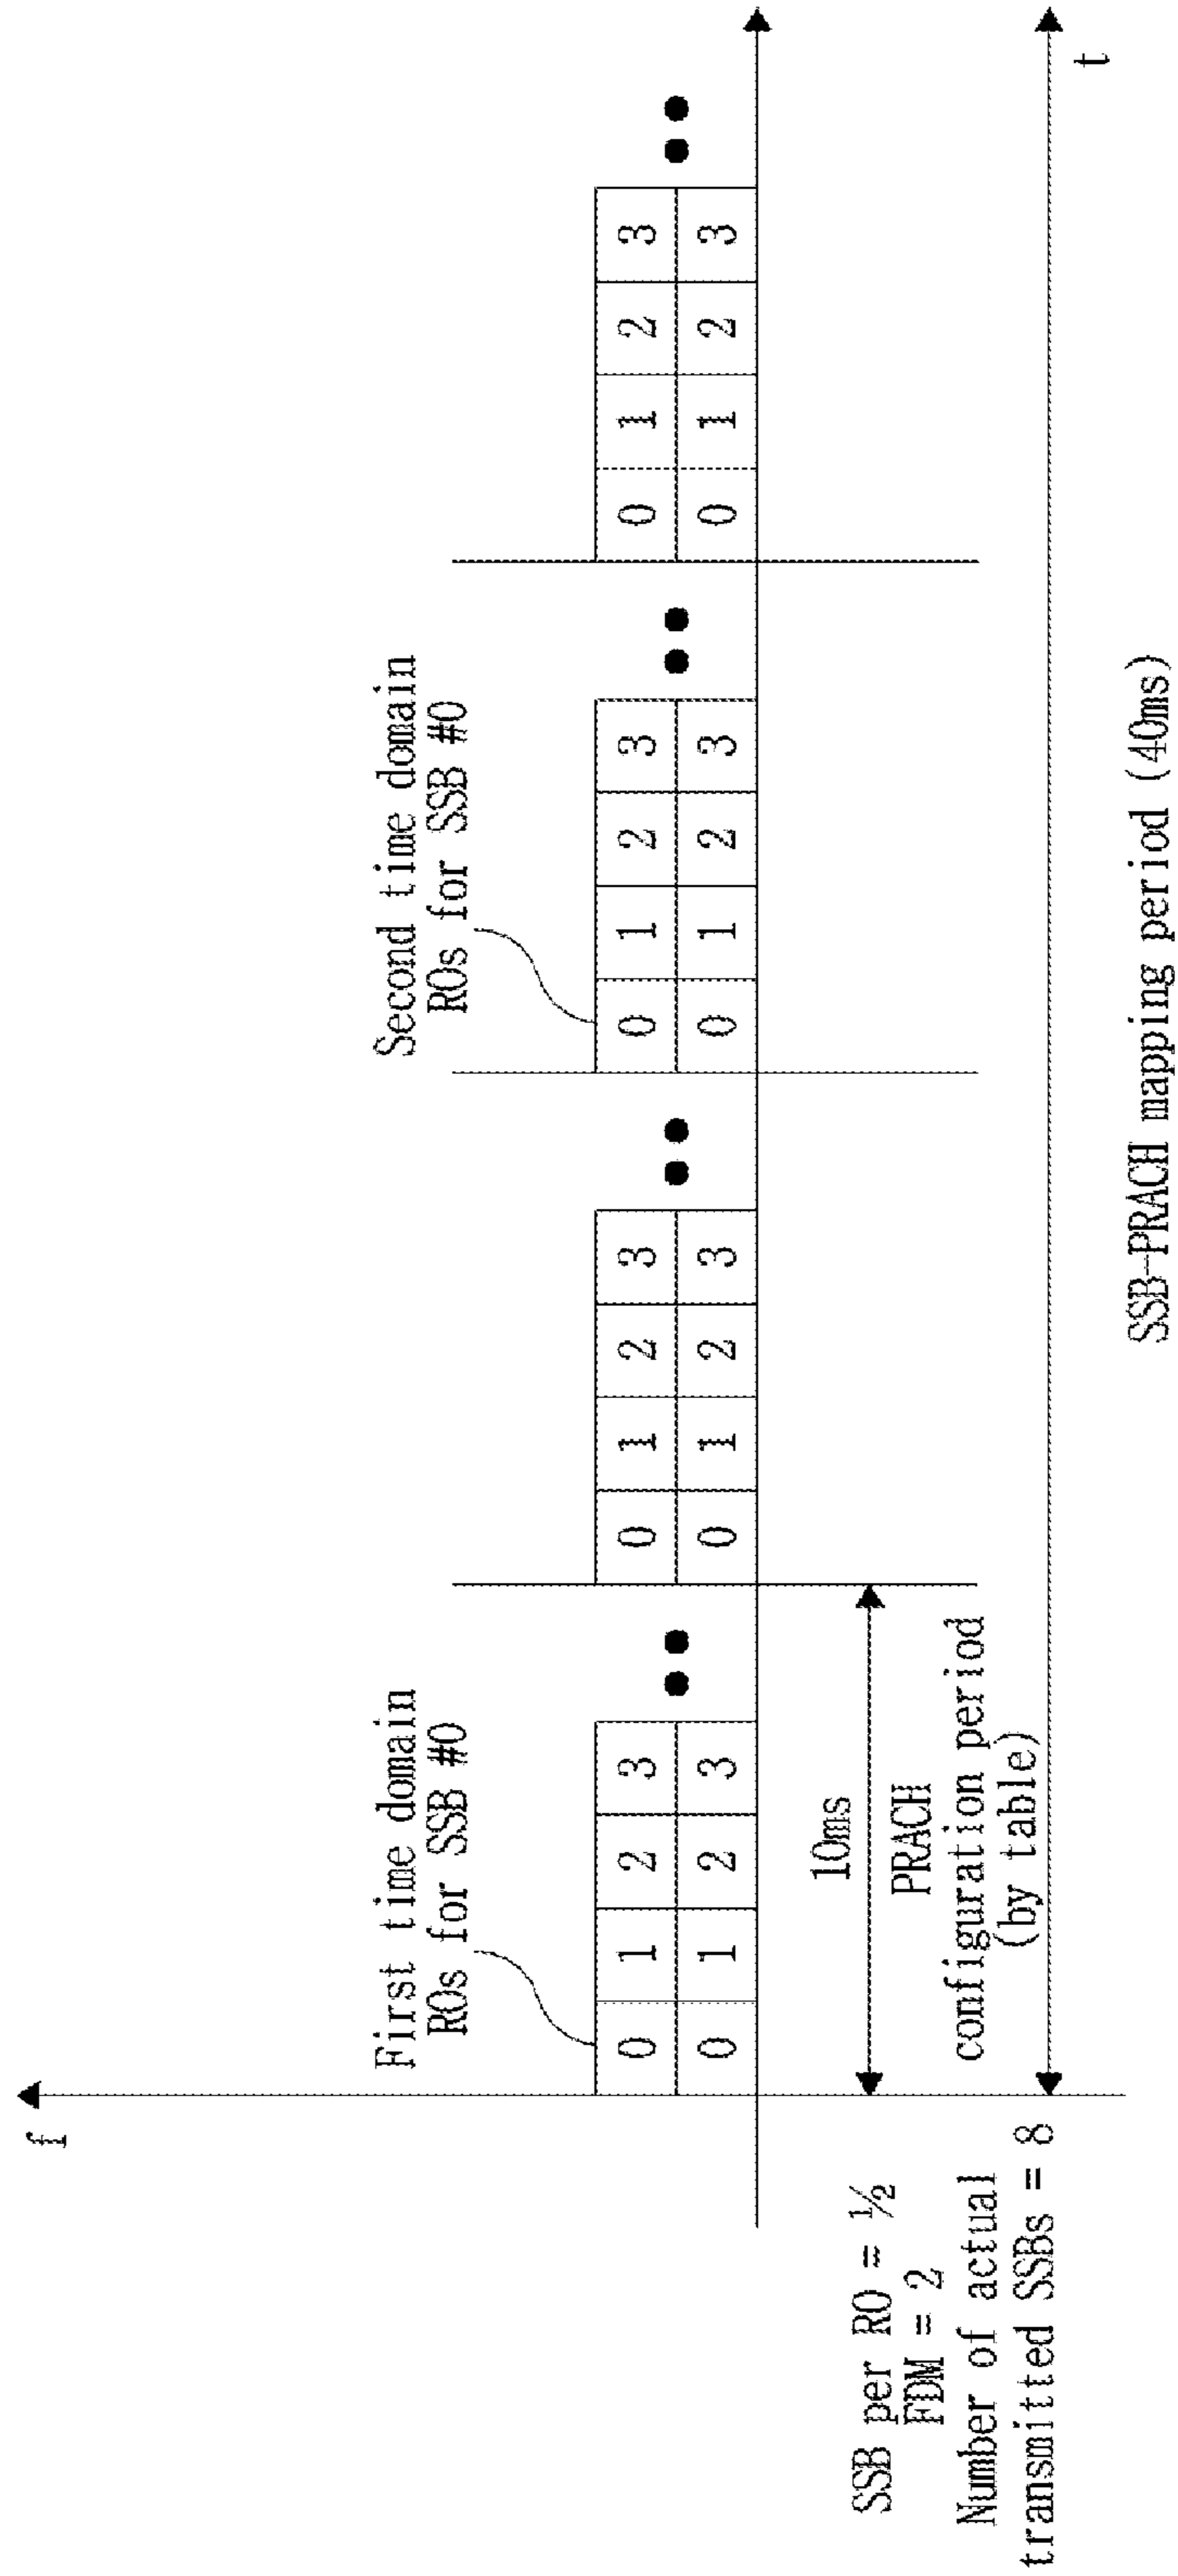 f
First time domain
ROs for SSB #0
Second time domain
ROs for SSB #0
0 1 2 3 0 1 2 3 0 1 2 3 0 1 2 3
0 1 2 3 0 1 2 3 0 1 2 3 0 1 2 3
SSB per RO = ½
FDM = 2
Number of actual
transmitted SSBs = 8
10ms
PRACH
configuration period
(by table)
t
SSB-PRACH mapping period (40ms)